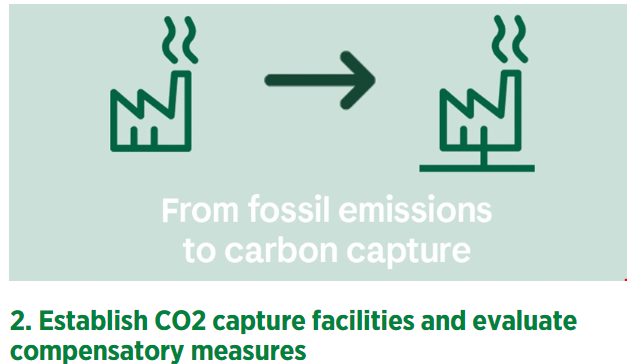 From fossil emissions
to carbon capture
2. Establish CO2 capture facilities and evaluate
compensatory measures